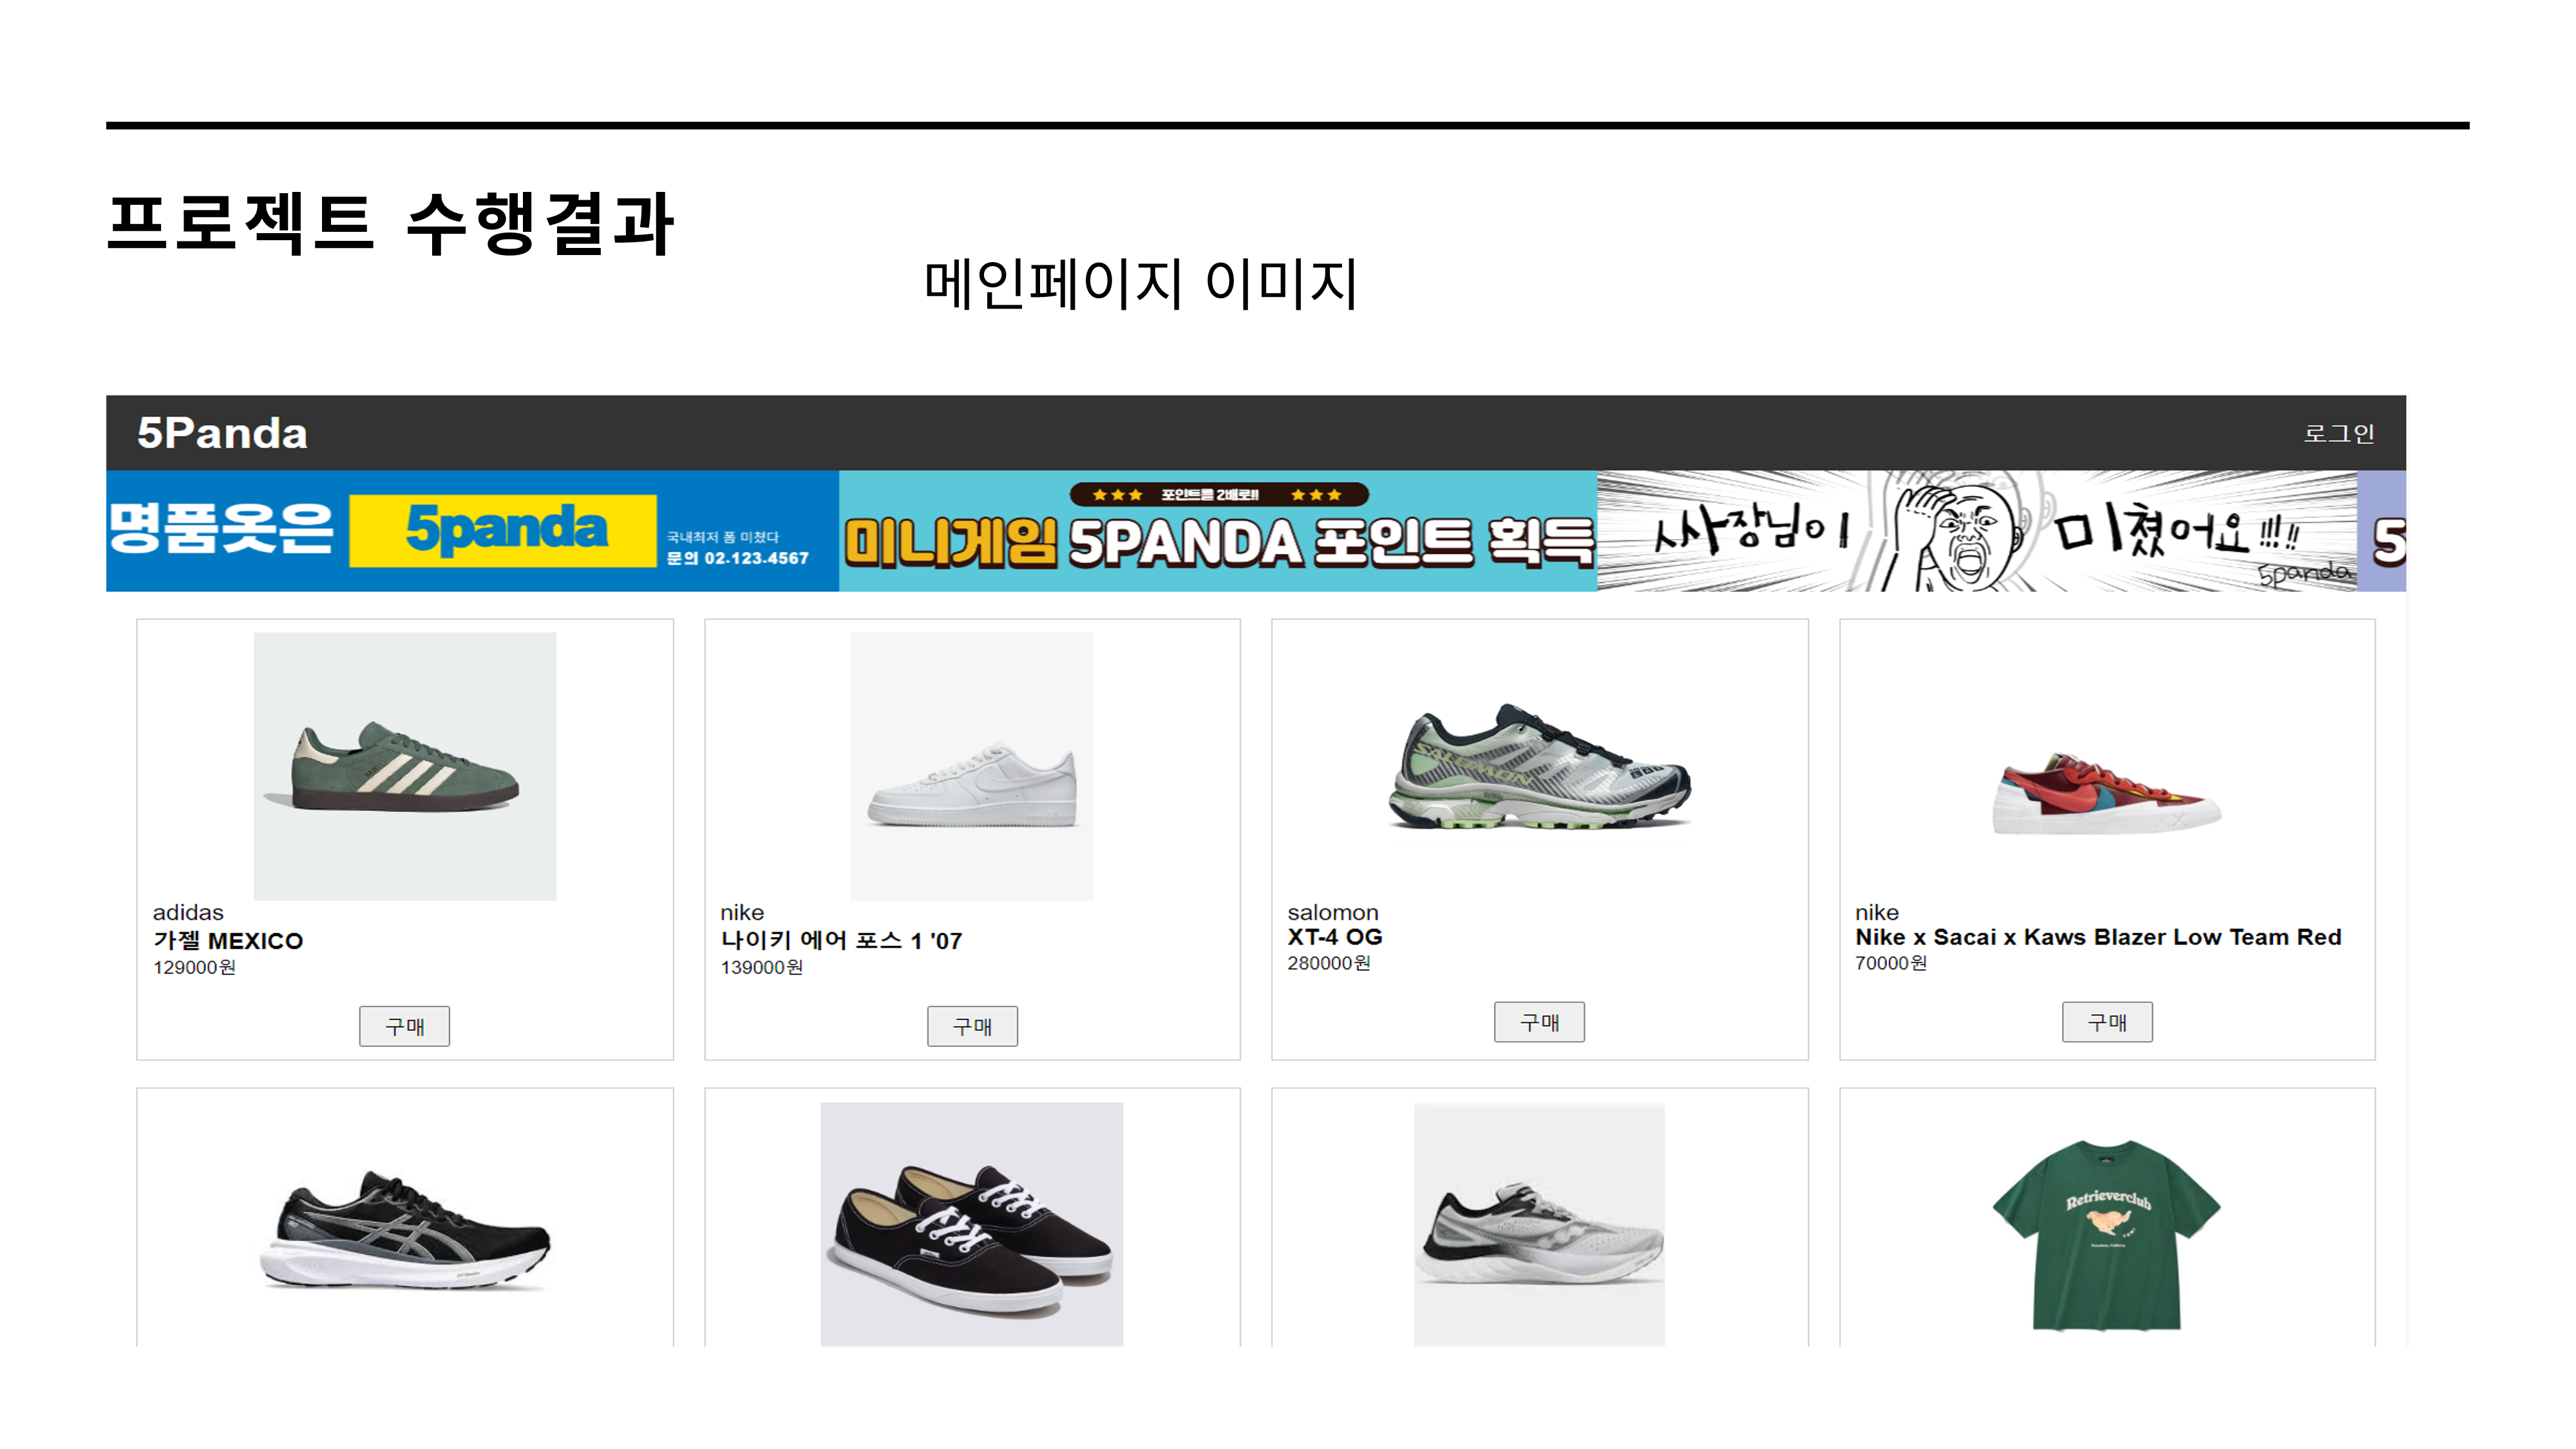 프로젝트 수행결과
메인페이지 이미지
5Panda
로그인
명품옷은
5panda
국내최저 폼 미쳤다
문의 02.123.4567
★★★ 포인트를 2배로!! ★★★
미니게임 5PANDA 포인트 획득
싸장님이 미쳤어요!!!!!
5panda
5
adidas
가젤 MEXICO
129000원
구매
nike
나이키 에어 포스 1 '07
139000원
구매
SALOMON
salomon
XT-4 OG
280000원
구매
nike
Nike x Sacai x Kaws Blazer Low Team Red
70000원
구매
Retrieverclub